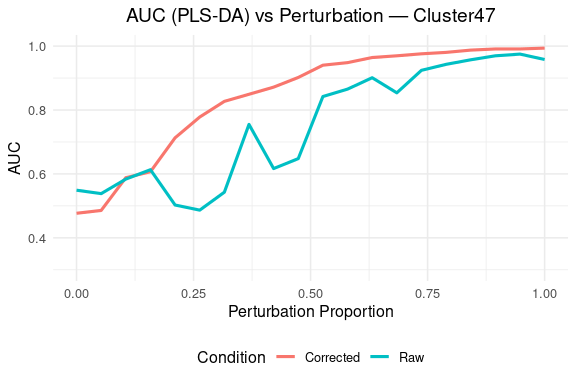 AUC (PLS-DA) vs Perturbation — Cluster47
1.0
0.8
0.6
0.4
AUC
0.00 0.25 0.50 0.75 1.00
Perturbation Proportion
Condition Corrected Raw